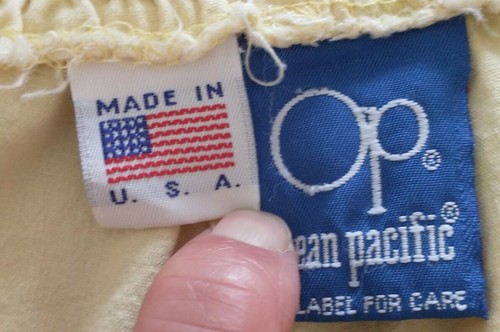 MADE IN
U. S. A.
op®
ean pacific®
LABEL FOR CARE